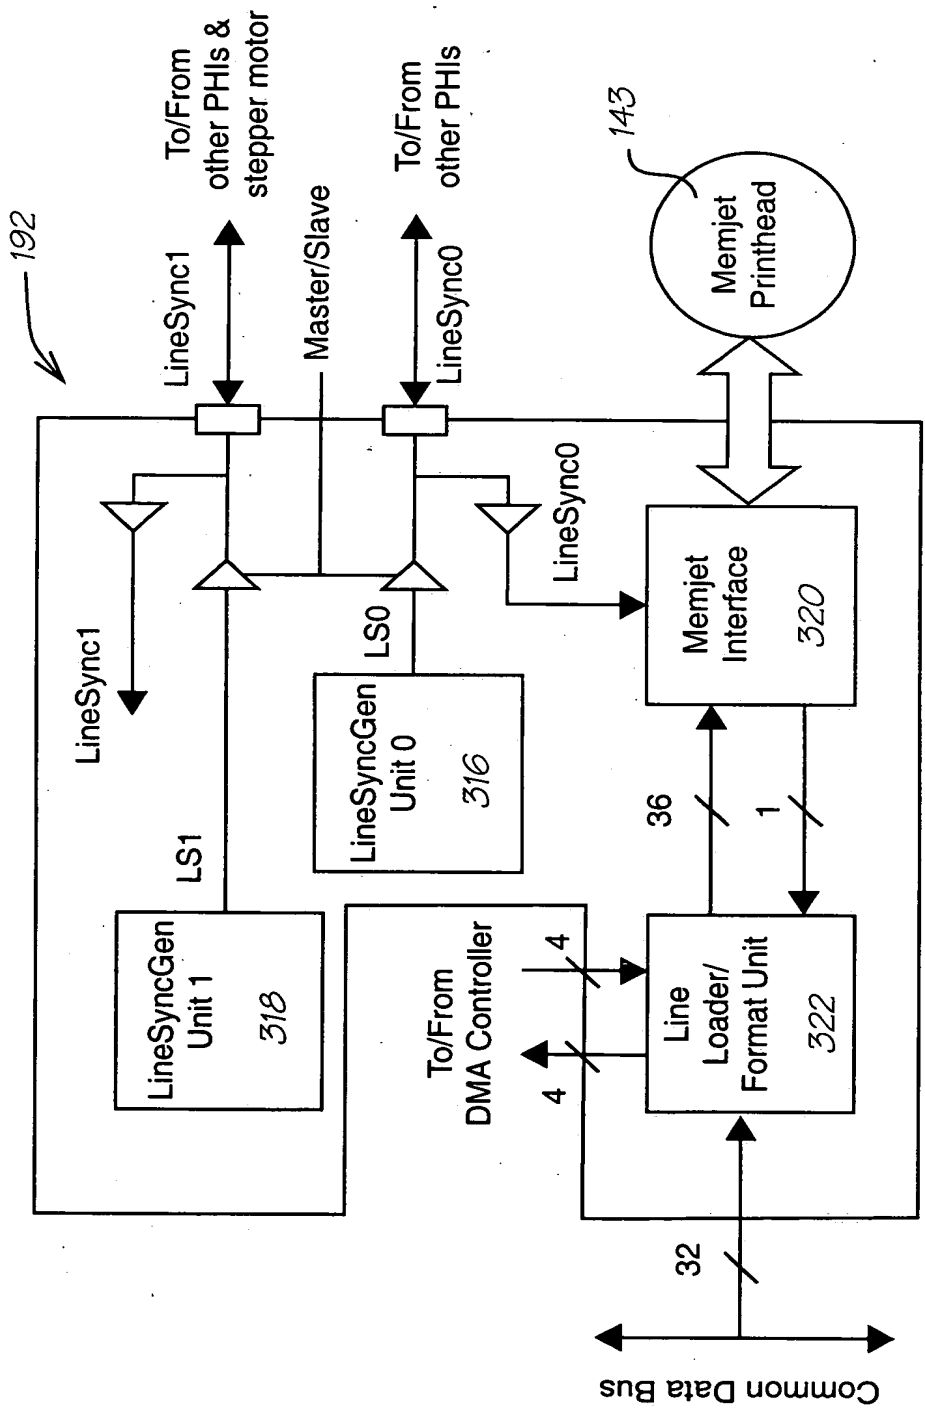 192
LineSync1
To/From
other PHIs &
stepper motor
LineSync1
Master/Slave
LS1
LineSyncGen
Unit 1
318
LineSync0
To/From
other PHIs
LS0
LineSyncGen
Unit 0
316
LineSync0
To/From
DMA Controller
4
4
Line
Loader/
Format Unit
322
36
1
Memjet
Interface
320
Memjet
Printhead
143
32
Common Data Bus